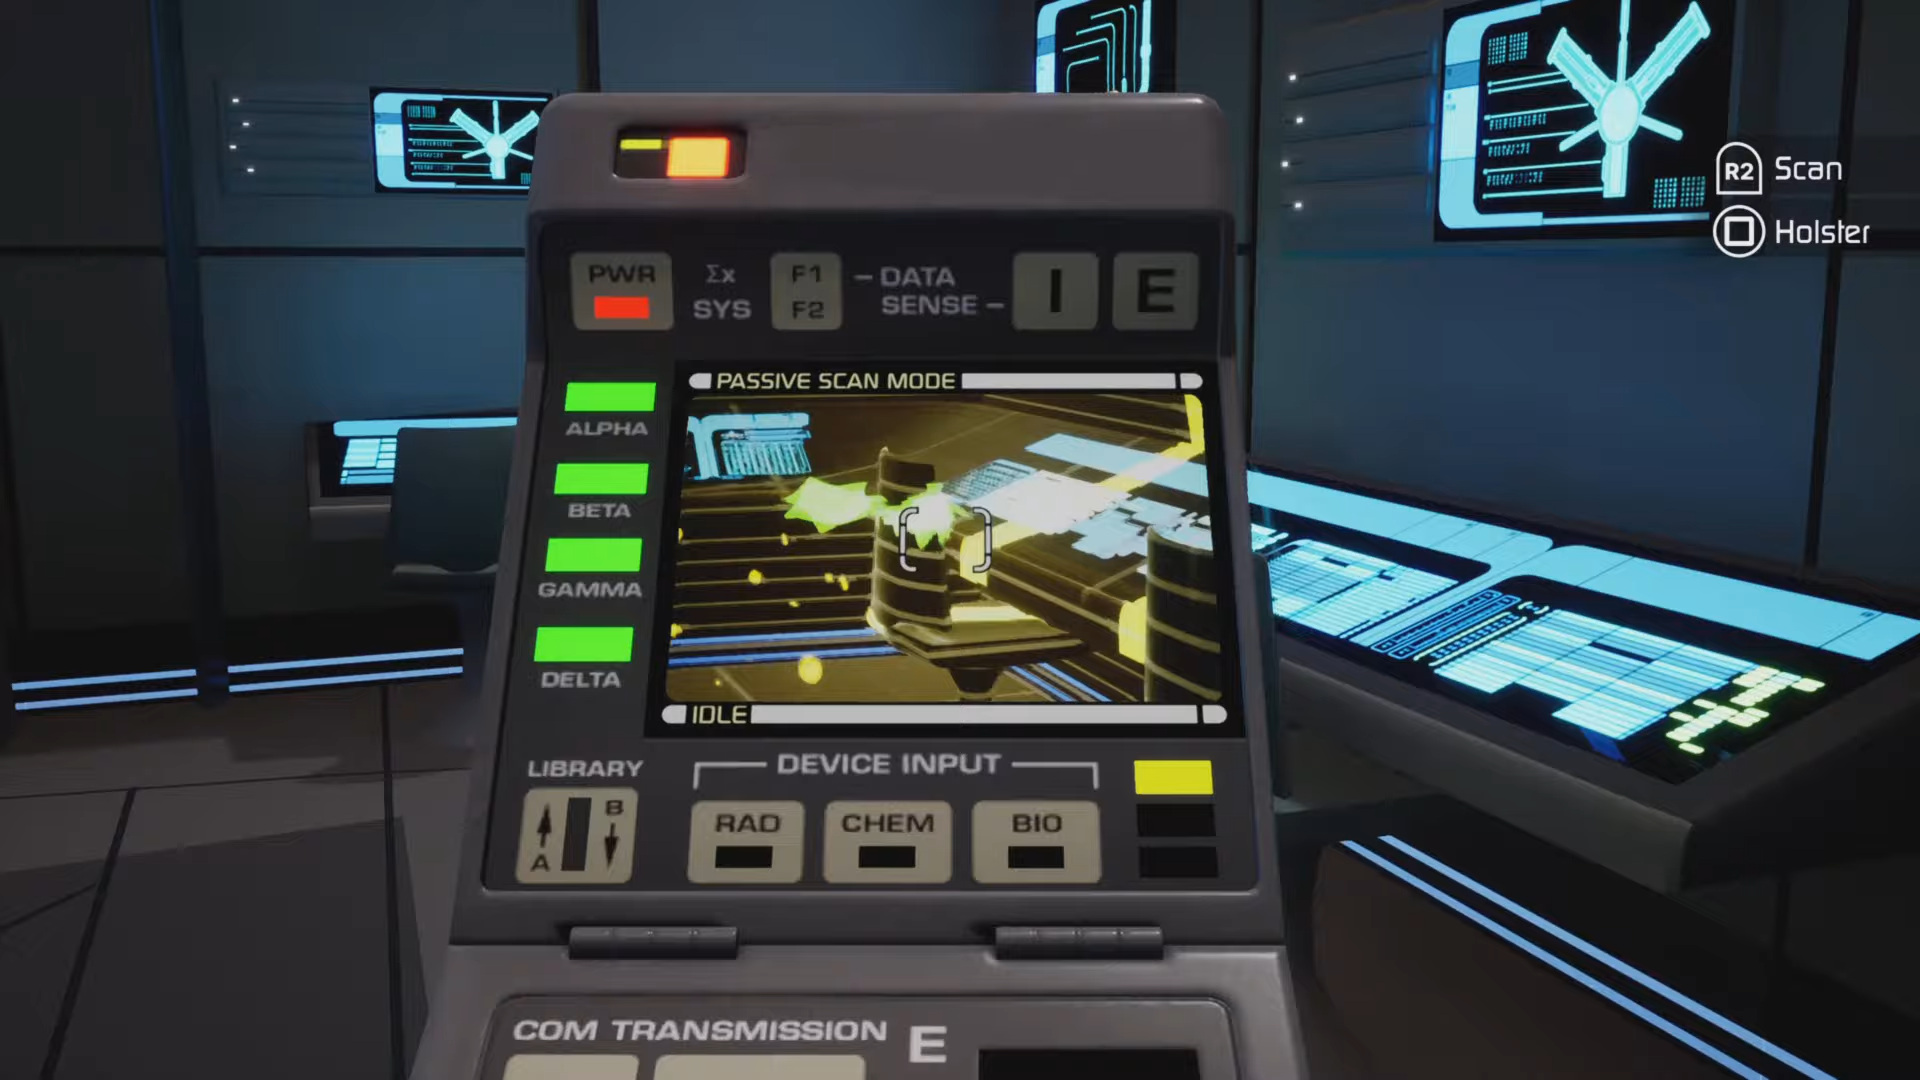 R2 Scan
Holster
PWR
Σx
SYS
F1
F2
– DATA
SENSE –
I
E
PASSIVE SCAN MODE
ALPHA
BETA
GAMMA
DELTA
IDLE
LIBRARY
A
B
DEVICE INPUT
RAD
CHEM
BIO
COM TRANSMISSION
E